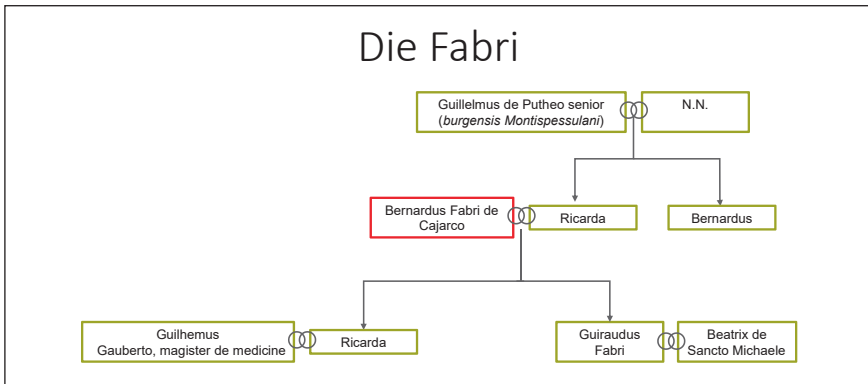 Die Fabri
Guillelmus de Putheo senior
(burgensis Montispessulani)
N.N.
Bernardus Fabri de
Cajarco
Ricarda
Bernardus
Guilhemus
Gauberto, magister de medicine
Ricarda
Guiraudus
Fabri
Beatrix de
Sancto Michaele